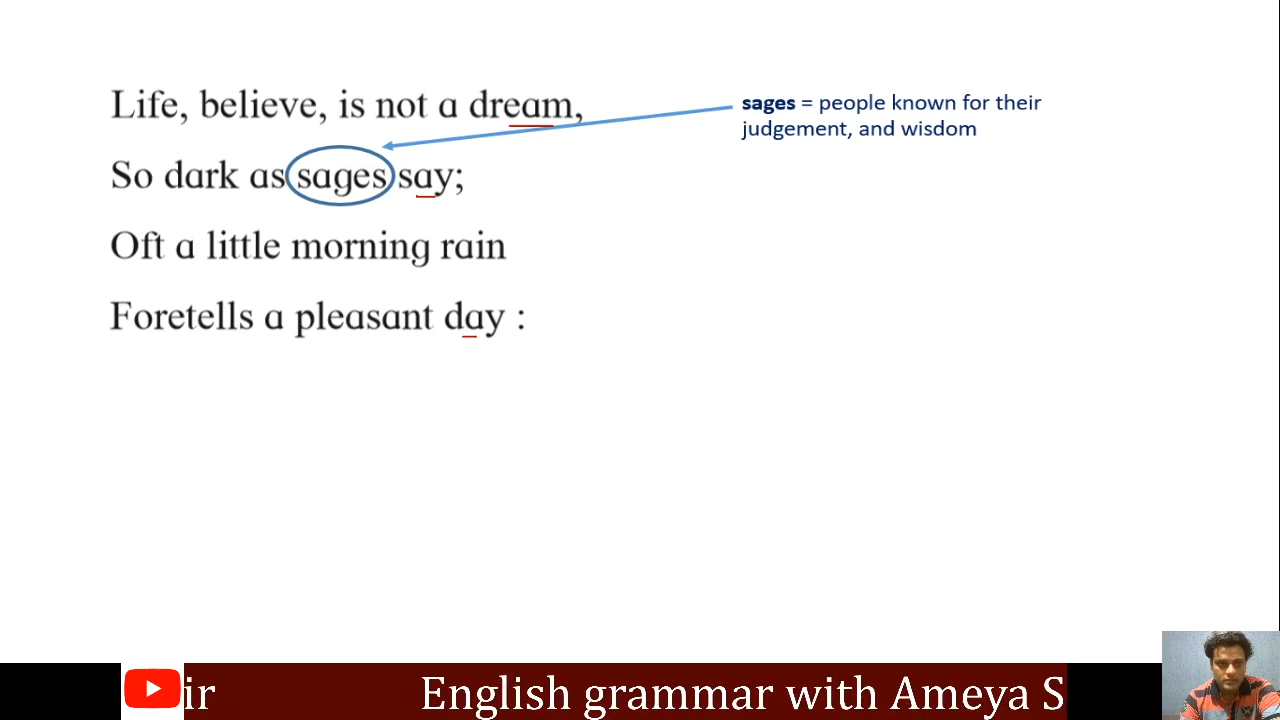 Life, believe, is not a dream,
So dark as sages say;
Oft a little morning rain
Foretells a pleasant day :
sages = people known for their
judgement, and wisdom
ir English grammar with Ameya S